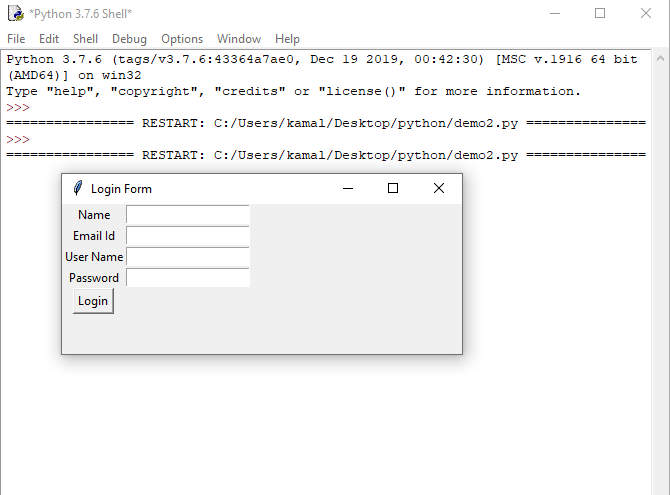 *Python 3.7.6 Shell*
File Edit Shell Debug Options Window Help
Python 3.7.6 (tags/v3.7.6:43364a7ae0, Dec 19 2019, 00:42:30) [MSC v.1916 64 bit
(AMD64)] on win32
Type "help", "copyright", "credits" or "license()" for more information.
>>>
================ RESTART: C:/Users/kamal/Desktop/python/demo2.py ===============
>>>
================ RESTART: C:/Users/kamal/Desktop/python/demo2.py ===============
Login Form
Name
Email Id
User Name
Password
Login